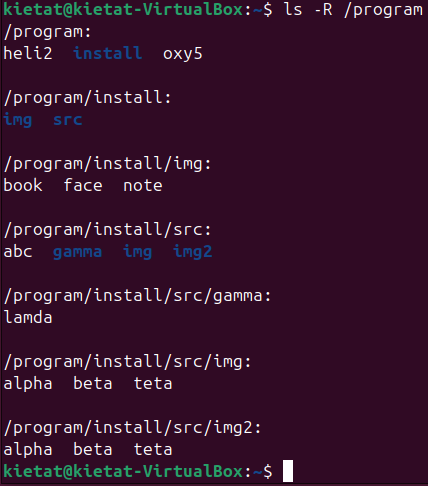 kietat@kietat-VirtualBox:~$ ls -R /program
/program:
heli2  install  oxy5
/program/install:
img  src
/program/install/img:
book  face  note
/program/install/src:
abc  gamma  img  img2
/program/install/src/gamma:
lamda
/program/install/src/img:
alpha  beta  teta
/program/install/src/img2:
alpha  beta  teta
kietat@kietat-VirtualBox:~$